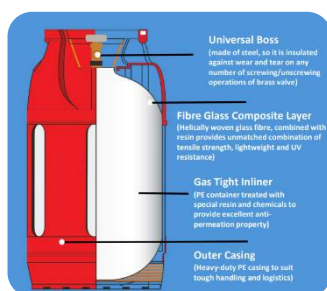 Universal Boss
(made of steel, so it is insulated
against wear and tear on any
number of screwing/unscrewing
operations of brass valve)
Fibre Glass Composite Layer
(Helically woven glass fibre, combined with
resin provides unmatched combination of
tensile strength, lightweight and UV
resistance)
Gas Tight Inliner
(PE container treated with
special resin and chemicals to
provide excellent anti-
permeation property)
Outer Casing
(Heavy-duty PE casing to suit
tough handling and logistics)